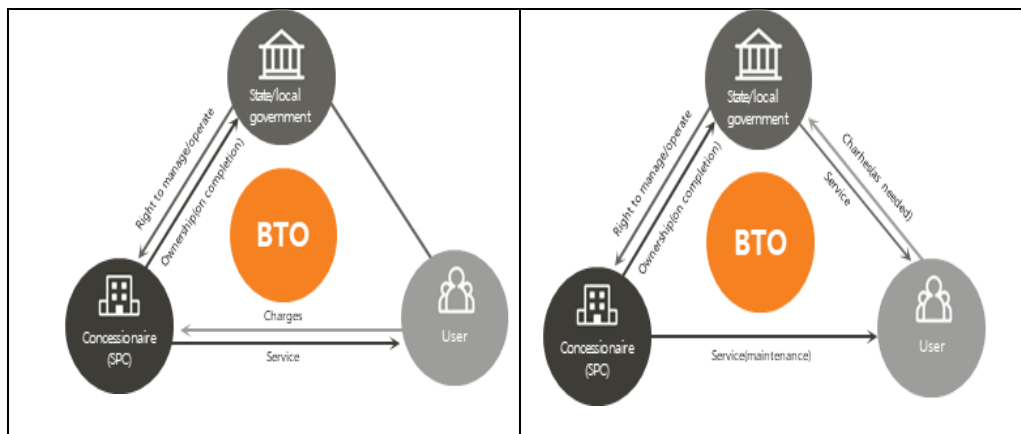 State/local
government
Right to manage/operate
Ownership(on completion)
BTO
Concessionaire
(SPC)
Charges
Service
User
State/local
government
Right to manage/operate
Ownership(on completion)
Charhes(as needed)
Service
BTO
Concessionaire
(SPC)
Service(maintenance)
User